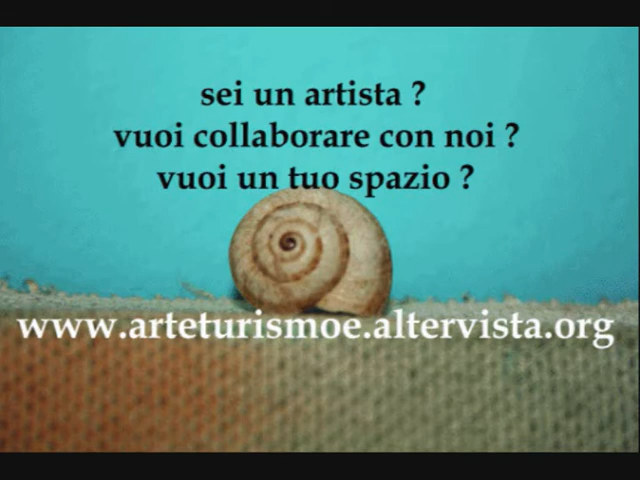 sei un artista ?
vuoi collaborare con noi ?
vuoi un tuo spazio ?
www.arteturismoe.altervista.org